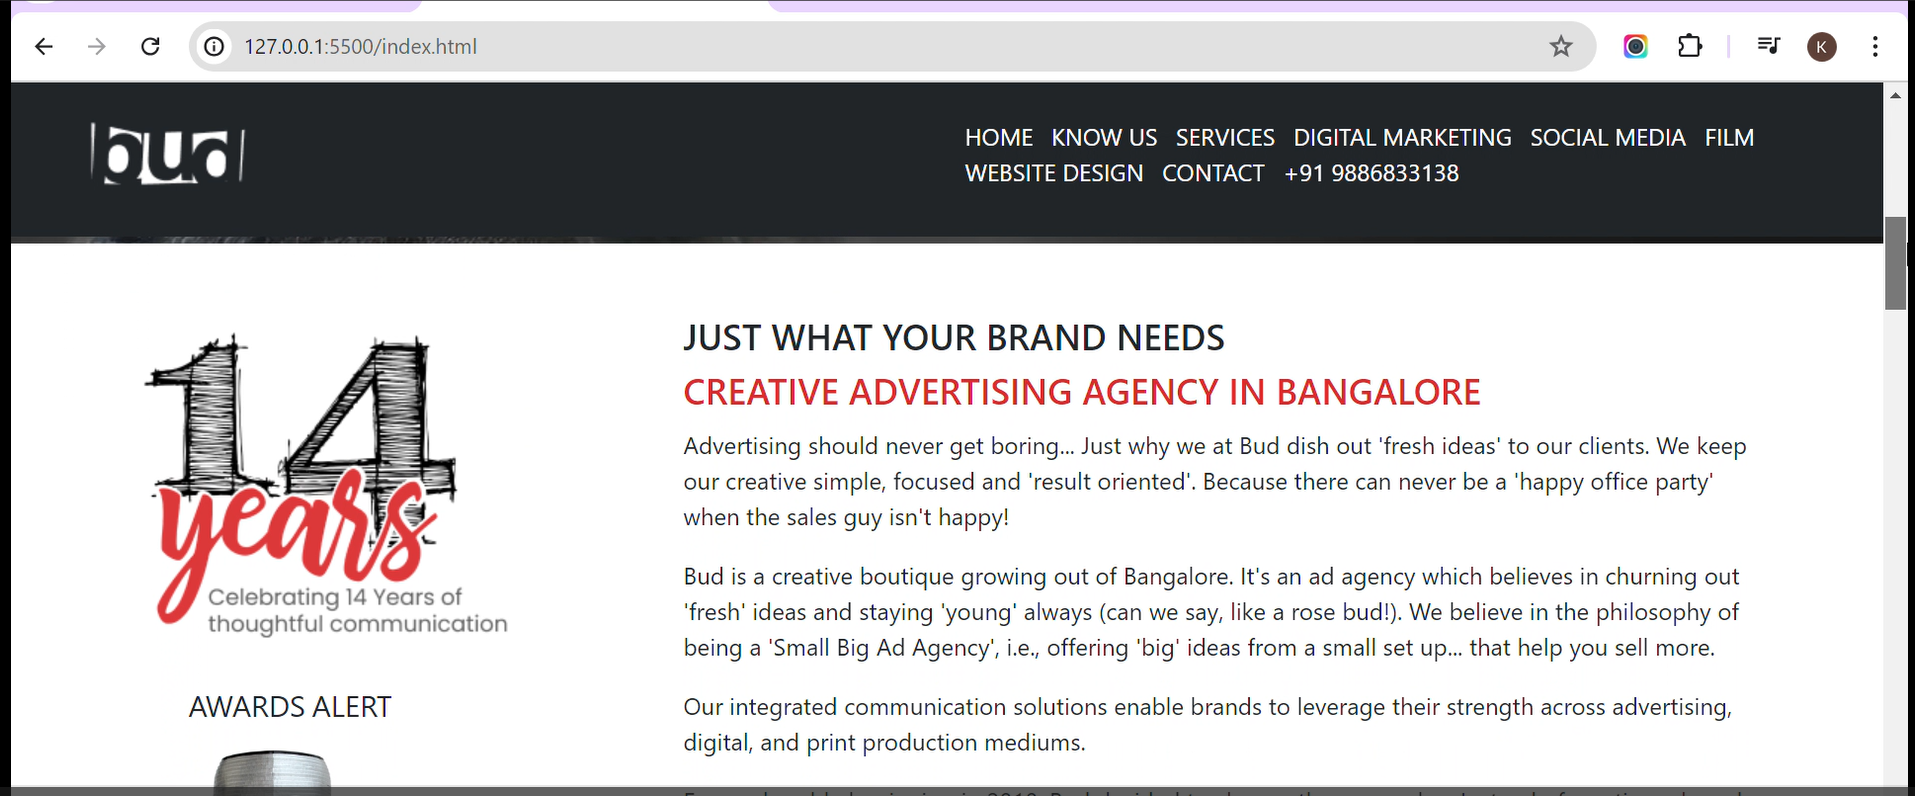 127.0.0.1:5500/index.html
K
bud
HOME KNOW US SERVICES DIGITAL MARKETING SOCIAL MEDIA FILM
WEBSITE DESIGN CONTACT +91 9886833138
14
years
Celebrating 14 Years of
thoughtful communication
AWARDS ALERT
JUST WHAT YOUR BRAND NEEDS
CREATIVE ADVERTISING AGENCY IN BANGALORE
Advertising should never get boring... Just why we at Bud dish out 'fresh ideas' to our clients. We keep
our creative simple, focused and 'result oriented'. Because there can never be a 'happy office party'
when the sales guy isn't happy!
Bud is a creative boutique growing out of Bangalore. It's an ad agency which believes in churning out
'fresh' ideas and staying 'young' always (can we say, like a rose bud!). We believe in the philosophy of
being a 'Small Big Ad Agency', i.e., offering 'big' ideas from a small set up... that help you sell more.
Our integrated communication solutions enable brands to leverage their strength across advertising,
digital, and print production mediums.